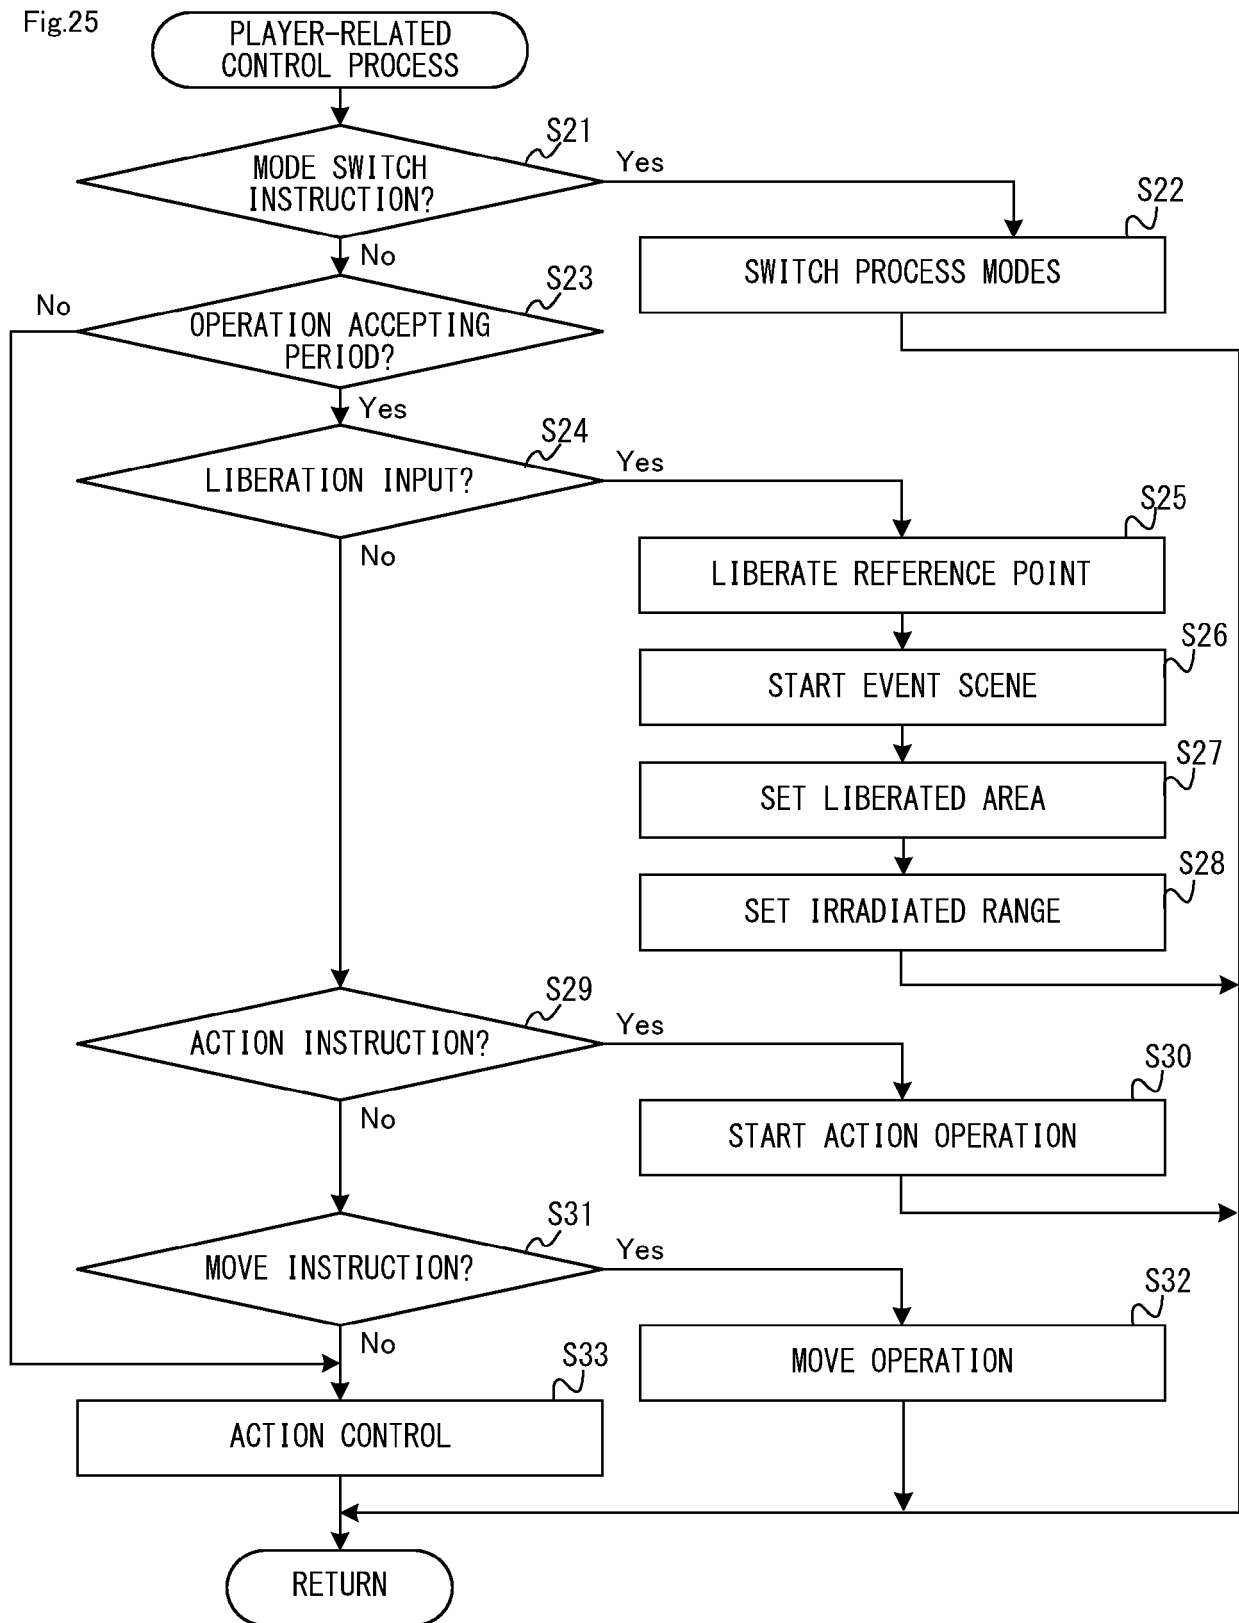 Fig.25
PLAYER-RELATED
CONTROL PROCESS
S21
MODE SWITCH
INSTRUCTION?
Yes
No
S22
SWITCH PROCESS MODES
S23
No
OPERATION ACCEPTING
PERIOD?
Yes
S24
LIBERATION INPUT?
Yes
No
S25
LIBERATE REFERENCE POINT
S26
START EVENT SCENE
S27
SET LIBERATED AREA
S28
SET IRRADIATED RANGE
S29
ACTION INSTRUCTION?
Yes
No
S30
START ACTION OPERATION
S31
MOVE INSTRUCTION?
Yes
No
S32
MOVE OPERATION
S33
ACTION CONTROL
RETURN